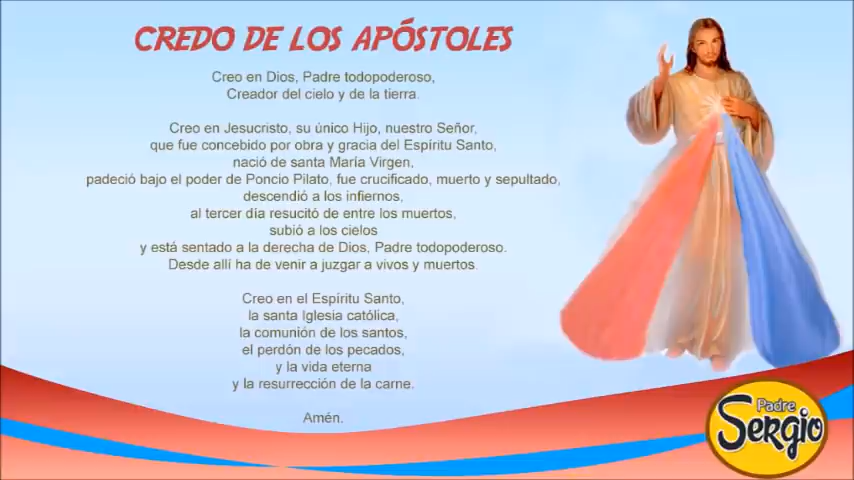 CREDO DE LOS APÓSTOLES
Creo en Dios, Padre todopoderoso,
Creador del cielo y de la tierra.
Creo en Jesucristo, su único Hijo, nuestro Señor,
que fue concebido por obra y gracia del Espíritu Santo,
nació de santa María Virgen,
padeció bajo el poder de Poncio Pilato, fue crucificado, muerto y sepultado,
descendió a los infiernos,
al tercer día resucitó de entre los muertos,
subió a los cielos
y está sentado a la derecha de Dios, Padre todopoderoso.
Desde allí ha de venir a juzgar a vivos y muertos.
Creo en el Espíritu Santo,
la santa Iglesia católica,
la comunión de los santos,
el perdón de los pecados,
y la vida eterna
y la resurrección de la carne.
Amén.
Padre
Sergio